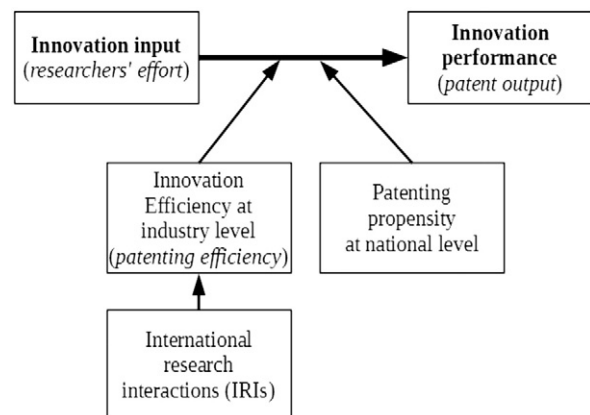 Innovation input
(researchers' effort)
Innovation
performance
(patent output)
Innovation
Efficiency at
industry level
(patenting efficiency)
Patenting
propensity
at national level
International
research
interactions (IRIs)